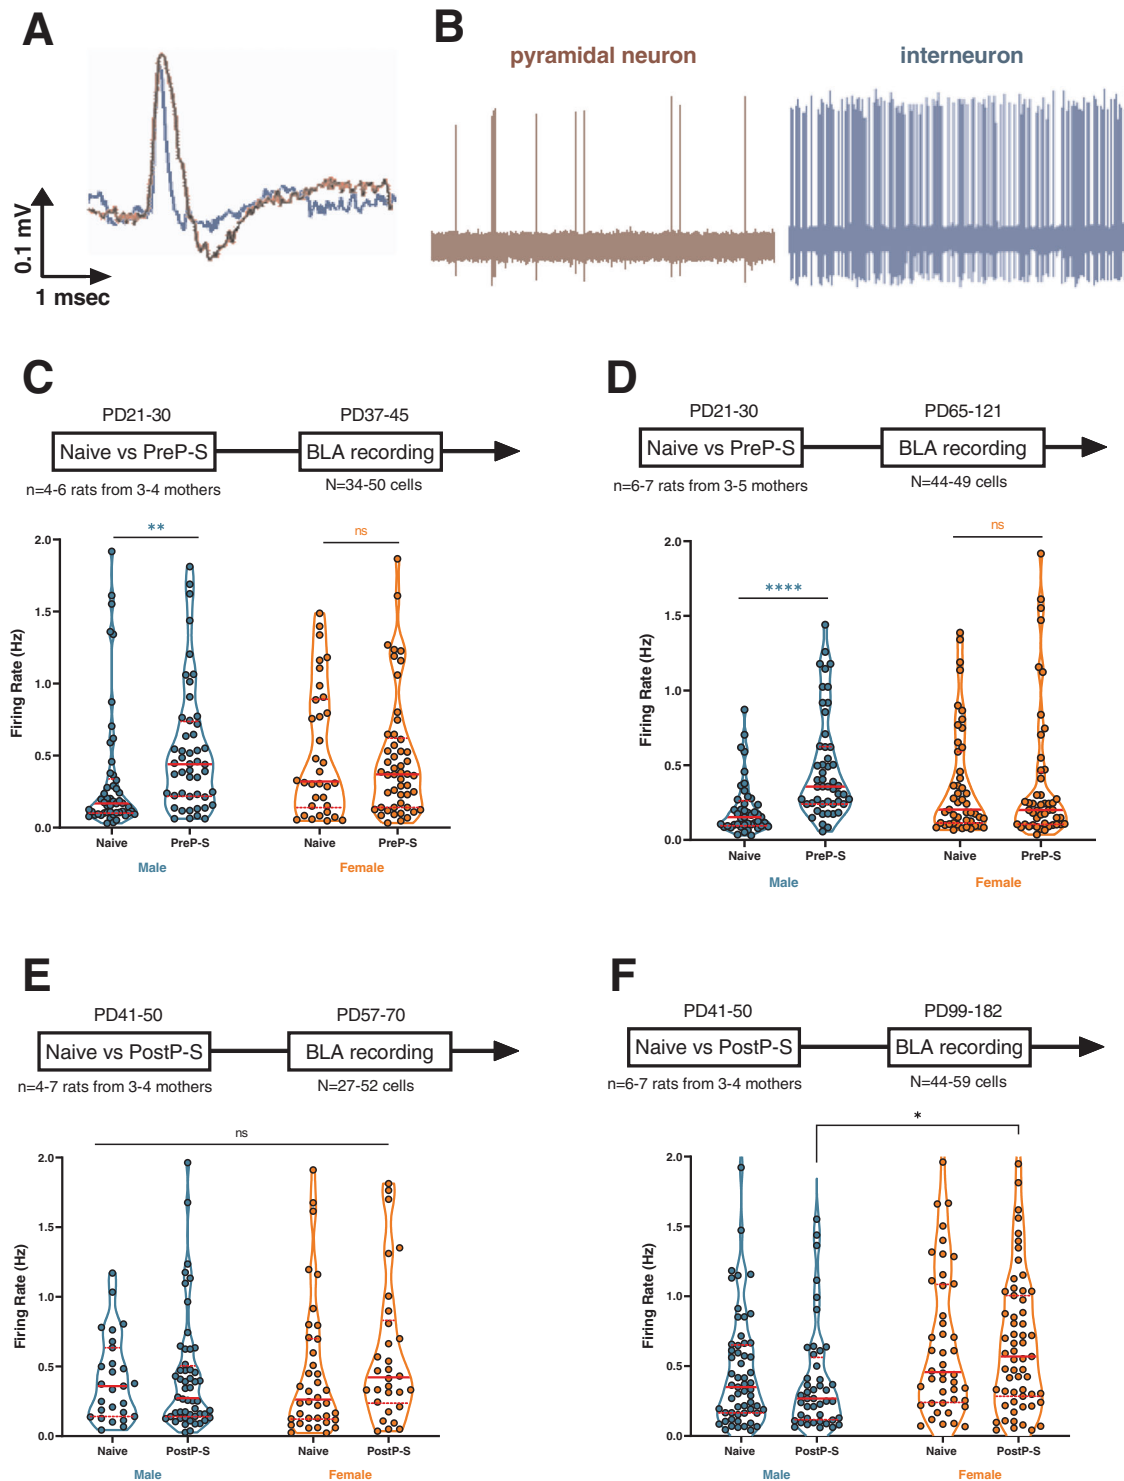 A
B
pyramidal neuron
interneuron
0.1 mV
1 msec
C
PD21-30
PD37-45
Naive vs PreP-S
BLA recording
n=4-6 rats from 3-4 mothers
N=34-50 cells
**
ns
2.0
1.5
1.0
0.5
0.0
Firing Rate (Hz)
Naive
PreP-S
Naive
PreP-S
Male
Female
D
PD21-30
PD65-121
Naive vs PreP-S
BLA recording
n=6-7 rats from 3-5 mothers
N=44-49 cells
****
ns
2.0
1.5
1.0
0.5
0.0
Firing Rate (Hz)
Naive
PreP-S
Naive
PreP-S
Male
Female
E
PD41-50
PD57-70
Naive vs PostP-S
BLA recording
n=4-7 rats from 3-4 mothers
N=27-52 cells
ns
2.0
1.5
1.0
0.5
0.0
Firing Rate (Hz)
Naive
PostP-S
Naive
PostP-S
Male
Female
F
PD41-50
PD99-182
Naive vs PostP-S
BLA recording
n=6-7 rats from 3-4 mothers
N=44-59 cells
*
2.0
1.5
1.0
0.5
0.0
Firing Rate (Hz)
Naive
PostP-S
Naive
PostP-S
Male
Female